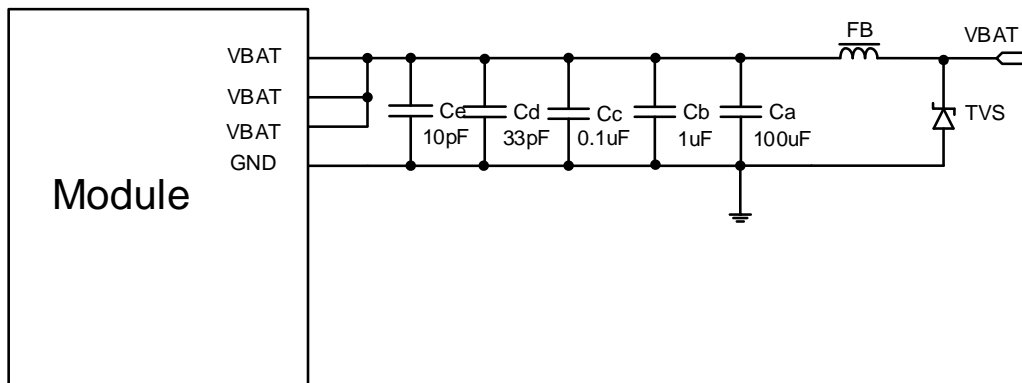 FB
VBAT
VBAT
VBAT
VBAT
GND
Ce
10pF
Cd
33pF
Cc
0.1uF
Cb
1uF
Ca
100uF
TVS
Module